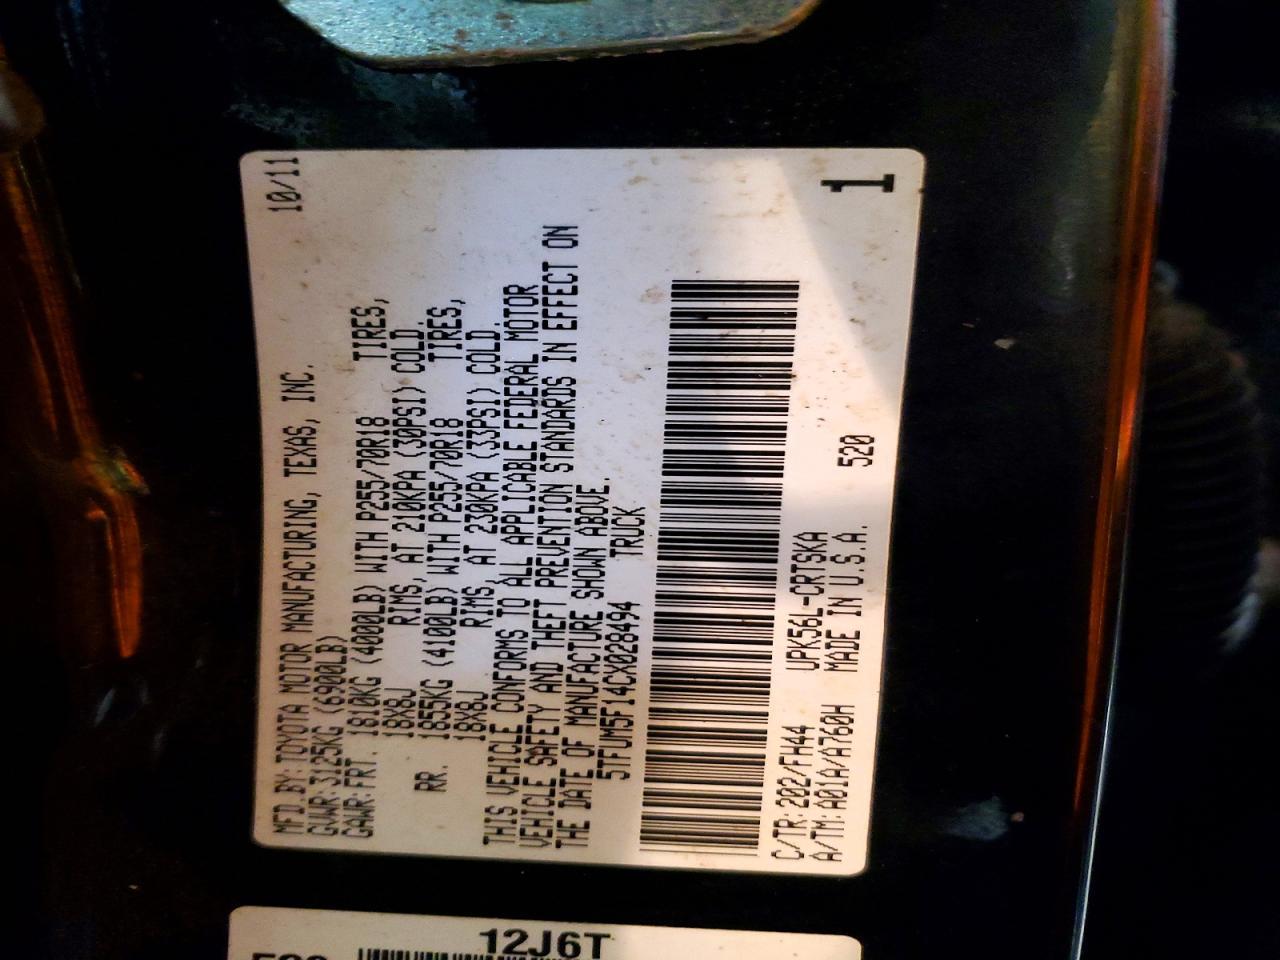 10/11
MFD.BY:TOYOTA MOTOR MANUFACTURING, TEXAS, INC.
GVWR:3125KG (6900LB)
GAWR:FRT. 1810KG (4000LB) WITH P255/70R18 TIRES,
18X8J RIMS, AT 210KPA (30PSI) COLD.
RR. 1855KG (4100LB) WITH P255/70R18 TIRES,
18X8J RIMS, AT 230KPA (33PSI) COLD.
THIS VEHICLE CONFORMS TO ALL APPLICABLE FEDERAL MOTOR
VEHICLE SAFETY AND THEFT PREVENTION STANDARDS IN EFFECT ON
THE DATE OF MANUFACTURE SHOWN ABOVE.
5TFUM5F14CX028494 TRUCK
C/TR:202/FH44 UPK56L-CRTSKA
A/TM:A01A/A760H MADE IN U.S.A. 520 1
12J6T